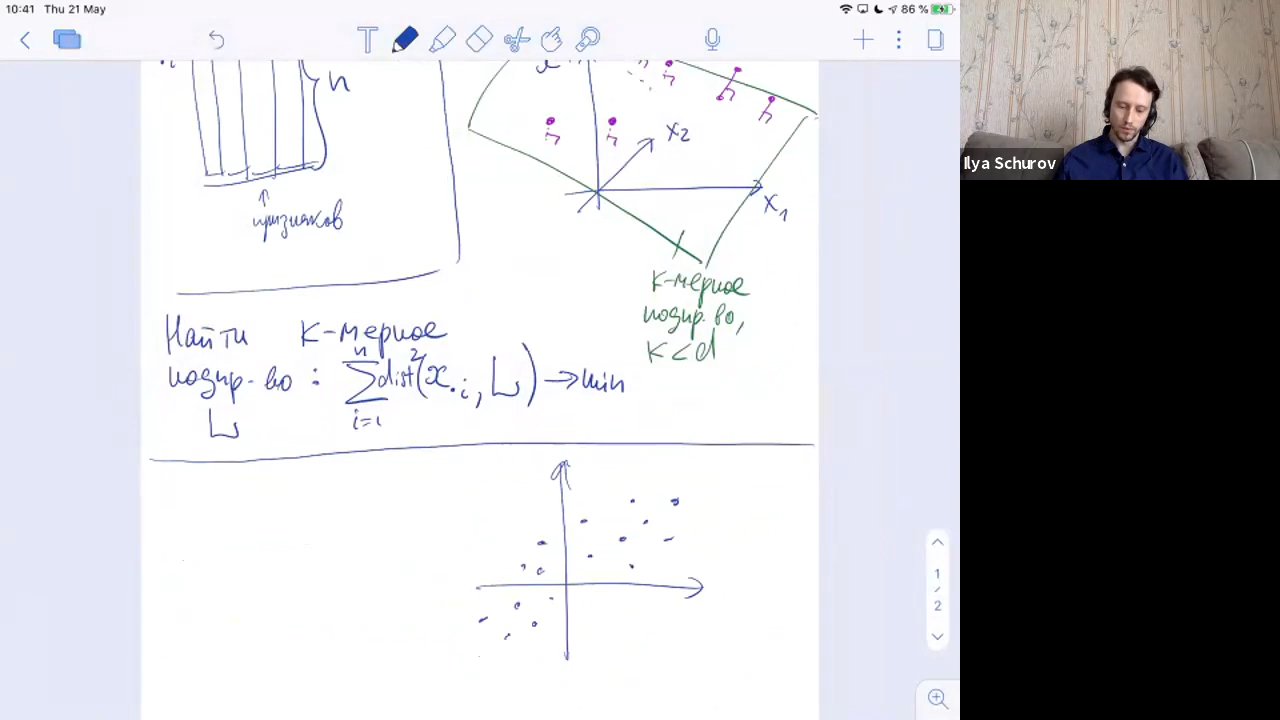 10:41 Thu 21 May
86 %
T
Ilya Schurov
n
x₂
x₁
признаков
k-мерное
подпр-во,
k < d
Найти k-мерное
подпр-во : ∑ᵢ₌₁ⁿ dist²(x.ᵢ, L) → min
L
1
/
2